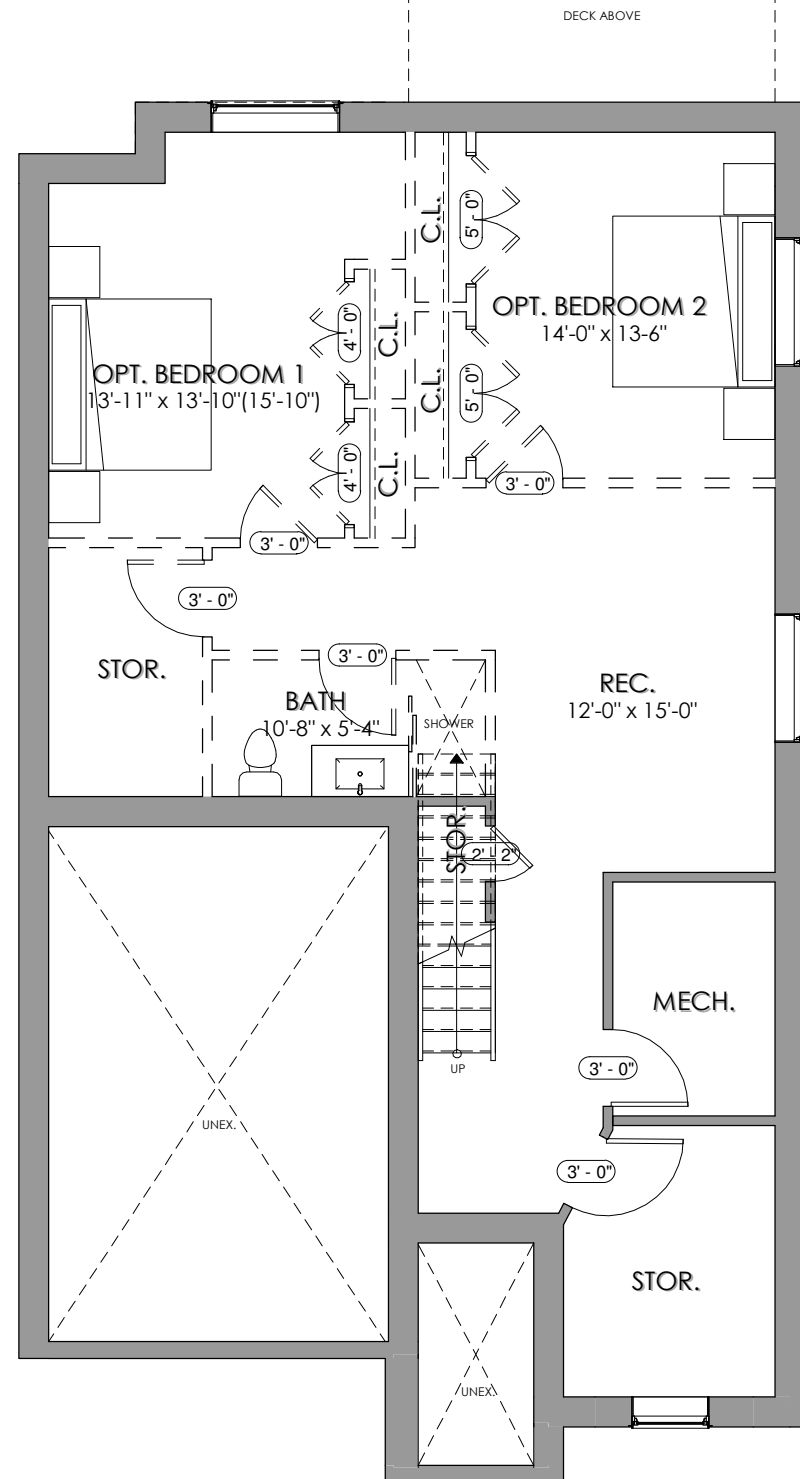 DECK ABOVE
C.L.
5' - 0"
OPT. BEDROOM 2
14'-0" x 13-6"
C.L.
4' - 0"
OPT. BEDROOM 1
13'-11" x 13'-10"(15'-10")
C.L.
5' - 0"
C.L.
4' - 0"
3' - 0"
3' - 0"
3' - 0"
STOR.
3' - 0"
BATH
10'-8" x 5'-4"
SHOWER
REC.
12'-0" x 15'-0"
STOR.
2' - 2"
MECH.
3' - 0"
UP
UNEX.
3' - 0"
STOR.
UNEX.